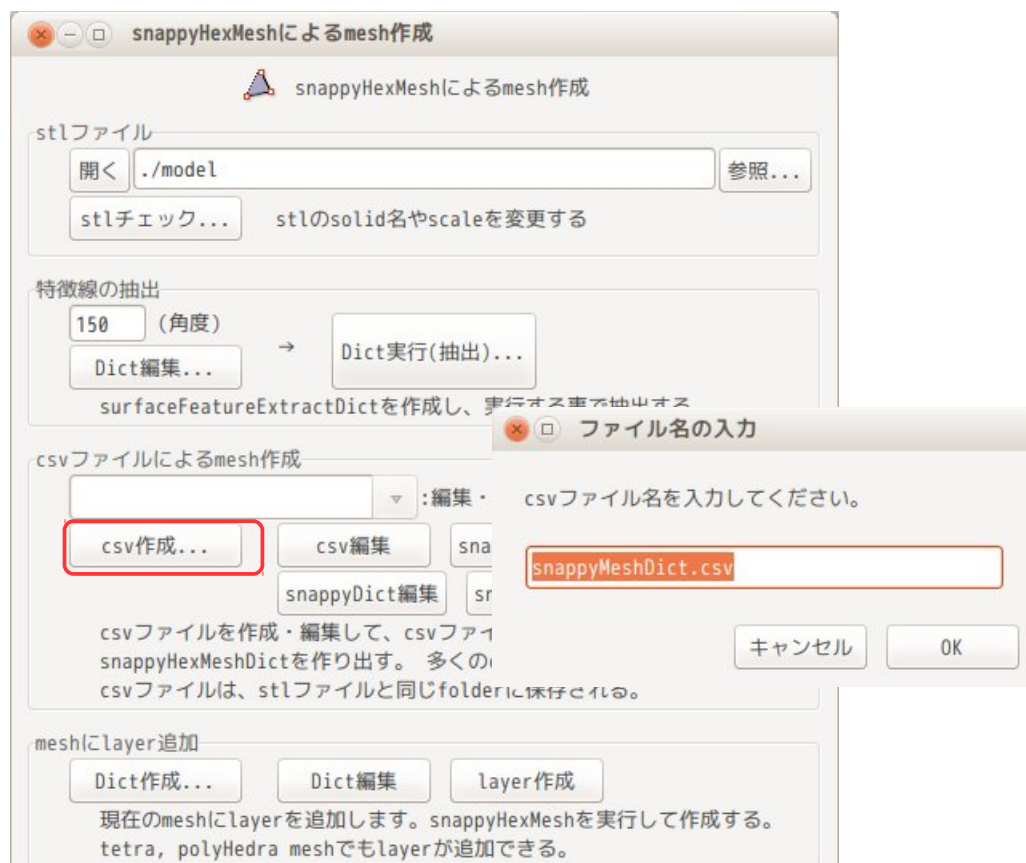 snappyHexMeshによるmesh作成
snappyHexMeshによるmesh作成
stlファイル
開く ./model 参照...
stlチェック... stlのsolid名やscaleを変更する
特徴線の抽出
150 (角度)
Dict編集... → Dict実行(抽出)...
surfaceFeatureExtractDictを作成し、実行する事で抽出する
csvファイルによるmesh作成
:編集・
csv作成... csv編集 sna
snappyDict編集 sn
csvファイルを作成・編集して、csvファイ
snappyHexMeshDictを作り出す。 多くの
csvファイルは、stlファイルと同じfolderに保存される。
ファイル名の入力
csvファイル名を入力してください。
snappyMeshDict.csv
キャンセル OK
meshにlayer追加
Dict作成... Dict編集 layer作成
現在のmeshにlayerを追加します。snappyHexMeshを実行して作成する。
tetra, polyHedra meshでもlayerが追加できる。